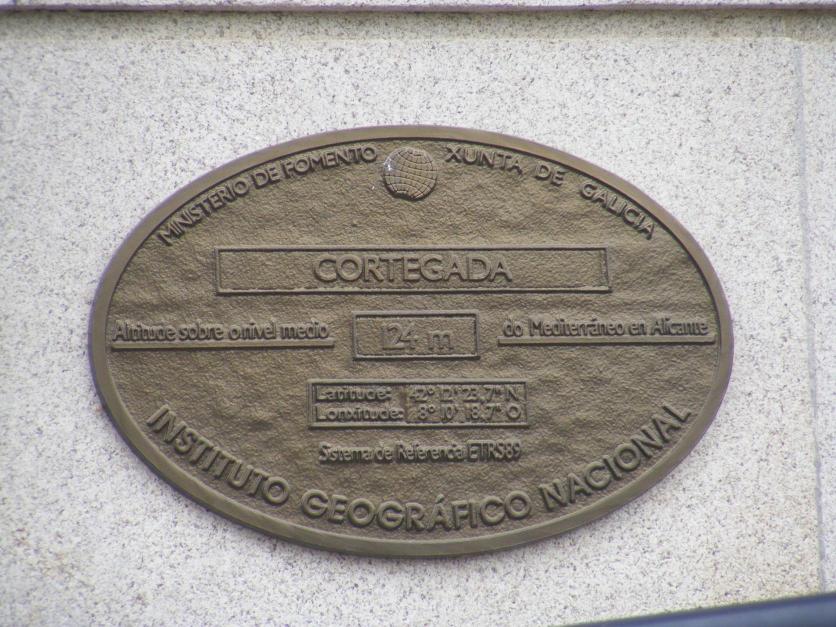 MINISTERIO DE FOMENTO XUNTA DE GALICIA
CORTEGADA
Altitude sobre o nivel medio 124 m do Mediterráneo en Alicante
Latitude: 42° 12' 23,7" N
Lonxitude: 8° 10' 18,7" O
Sistema de Referencia ETRS89
INSTITUTO GEOGRÁFICO NACIONAL